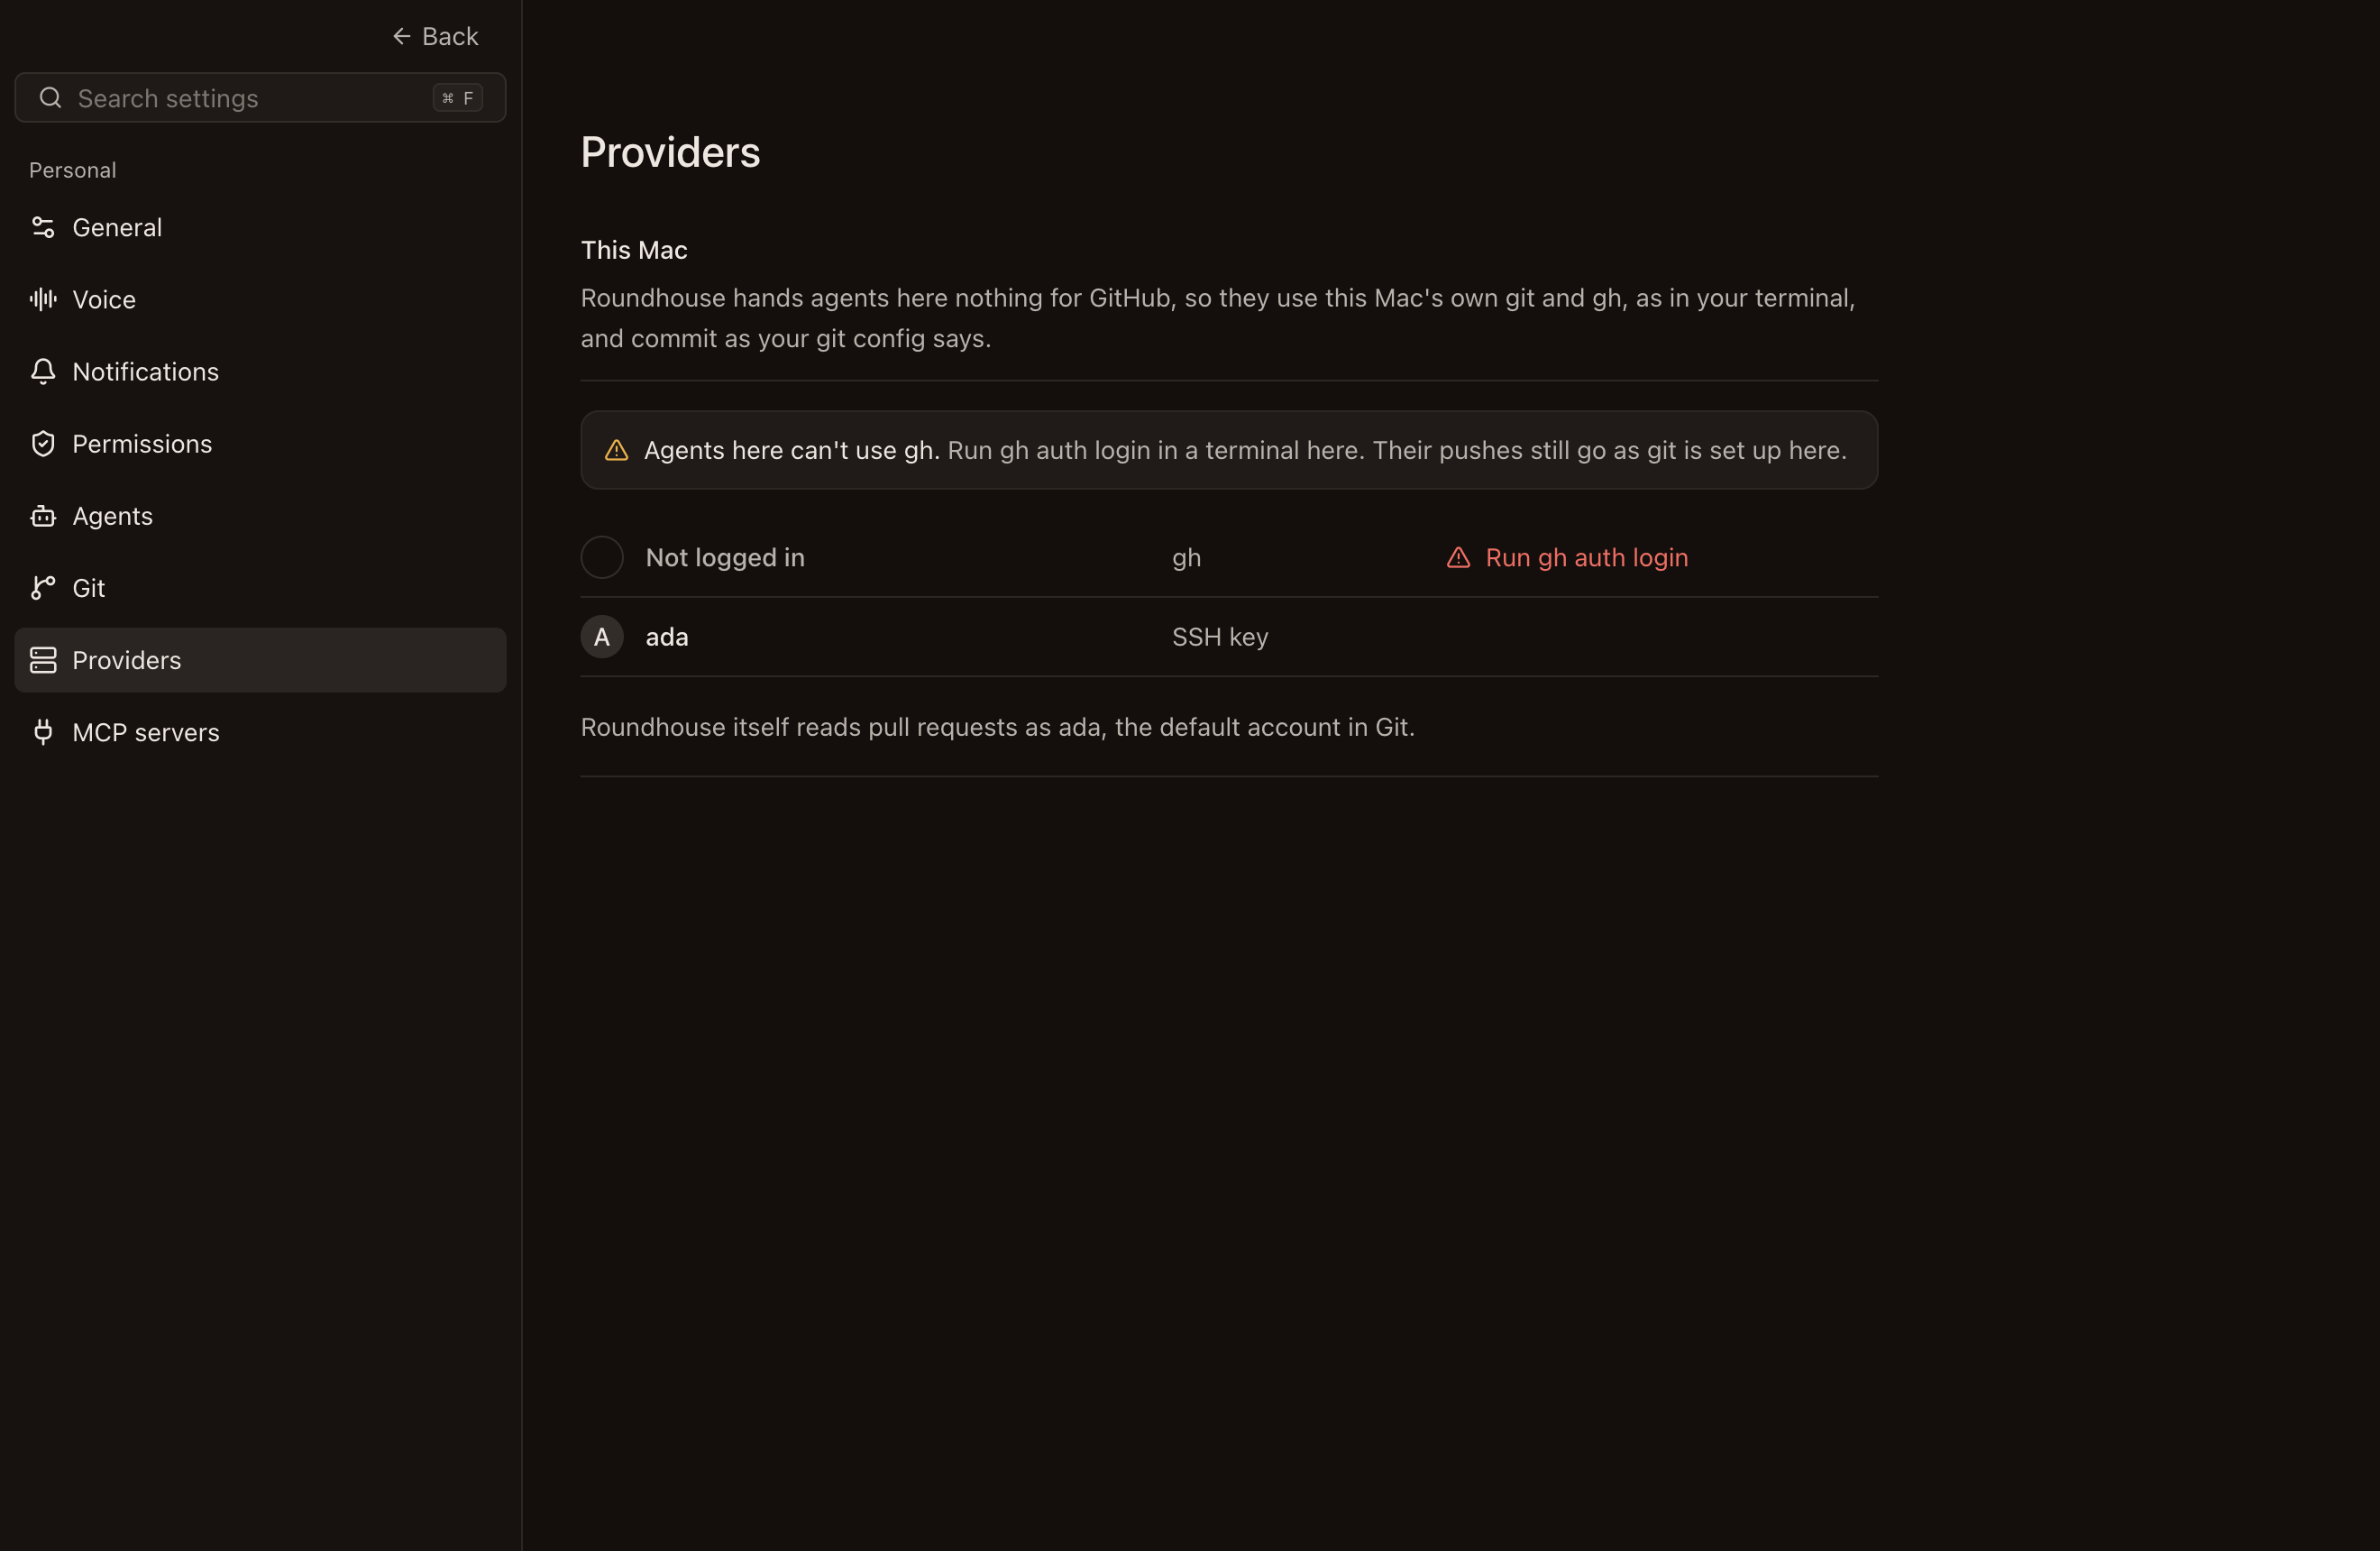 Back
Search settings
⌘ F
Personal
General
Voice
Notifications
Permissions
Agents
Git
Providers
MCP servers
Providers
This Mac
Roundhouse hands agents here nothing for GitHub, so they use this Mac's own git and gh, as in your terminal,
and commit as your git config says.
Agents here can't use gh. Run gh auth login in a terminal here. Their pushes still go as git is set up here.
Not logged in gh Run gh auth login
A ada SSH key
Roundhouse itself reads pull requests as ada, the default account in Git.